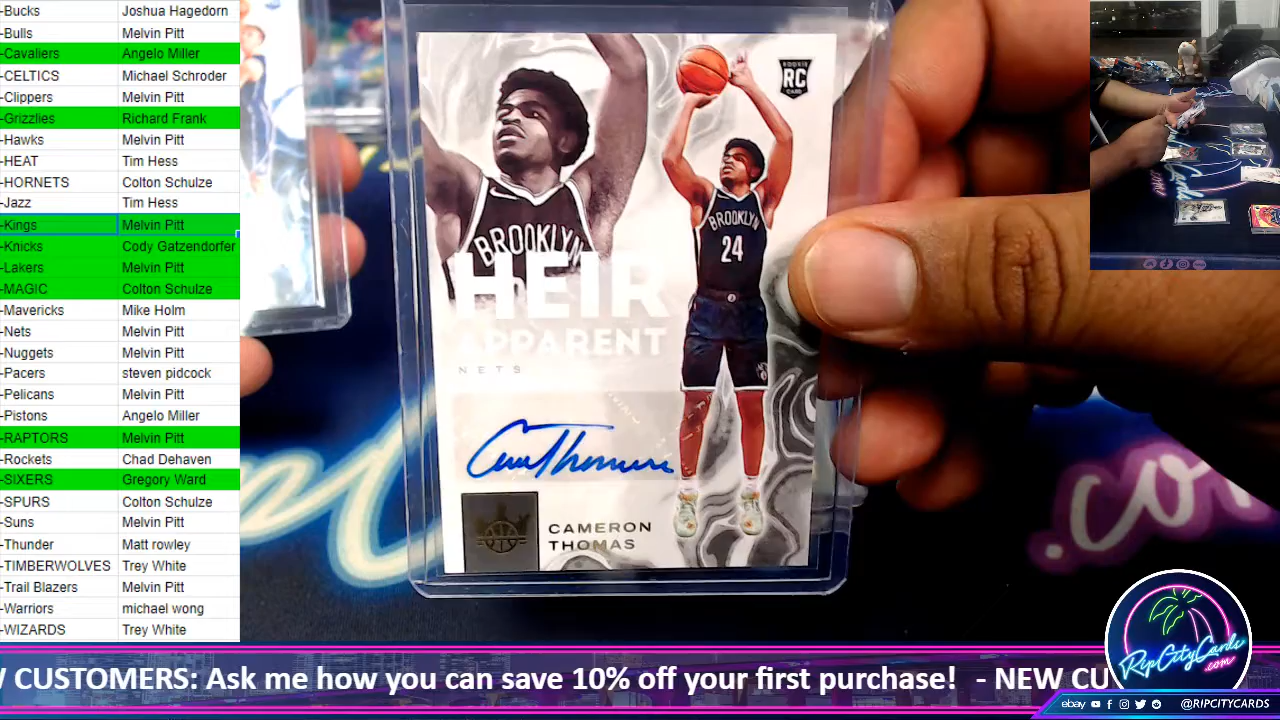 -Bucks Joshua Hagedorn
-Bulls Melvin Pitt
-Cavaliers Angelo Miller
-CELTICS Michael Schroder
-Clippers Melvin Pitt
-Grizzlies Richard Frank
-Hawks Melvin Pitt
-HEAT Tim Hess
-HORNETS Colton Schulze
-Jazz Tim Hess
-Kings Melvin Pitt
-Knicks Cody Gatzendorfer
-Lakers Melvin Pitt
-MAGIC Colton Schulze
-Mavericks Mike Holm
-Nets Melvin Pitt
-Nuggets Melvin Pitt
-Pacers steven pidcock
-Pelicans Melvin Pitt
-Pistons Angelo Miller
-RAPTORS Melvin Pitt
-Rockets Chad Dehaven
-SIXERS Gregory Ward
-SPURS Colton Schulze
-Suns Melvin Pitt
-Thunder Matt rowley
-TIMBERWOLVES Trey White
-Trail Blazers Melvin Pitt
-Warriors michael wong
-WIZARDS Trey White
ROOKIE
RC
CARD
BROOKLYN
BROOKLYN
24
HEIR
APPARENT
NETS
Cam Thomas
CAMERON
THOMAS
.com
RipCityCards
.com
CUSTOMERS: Ask me how you can save 10% off your first purchase! - NEW CU
ebay @RIPCITYCARDS